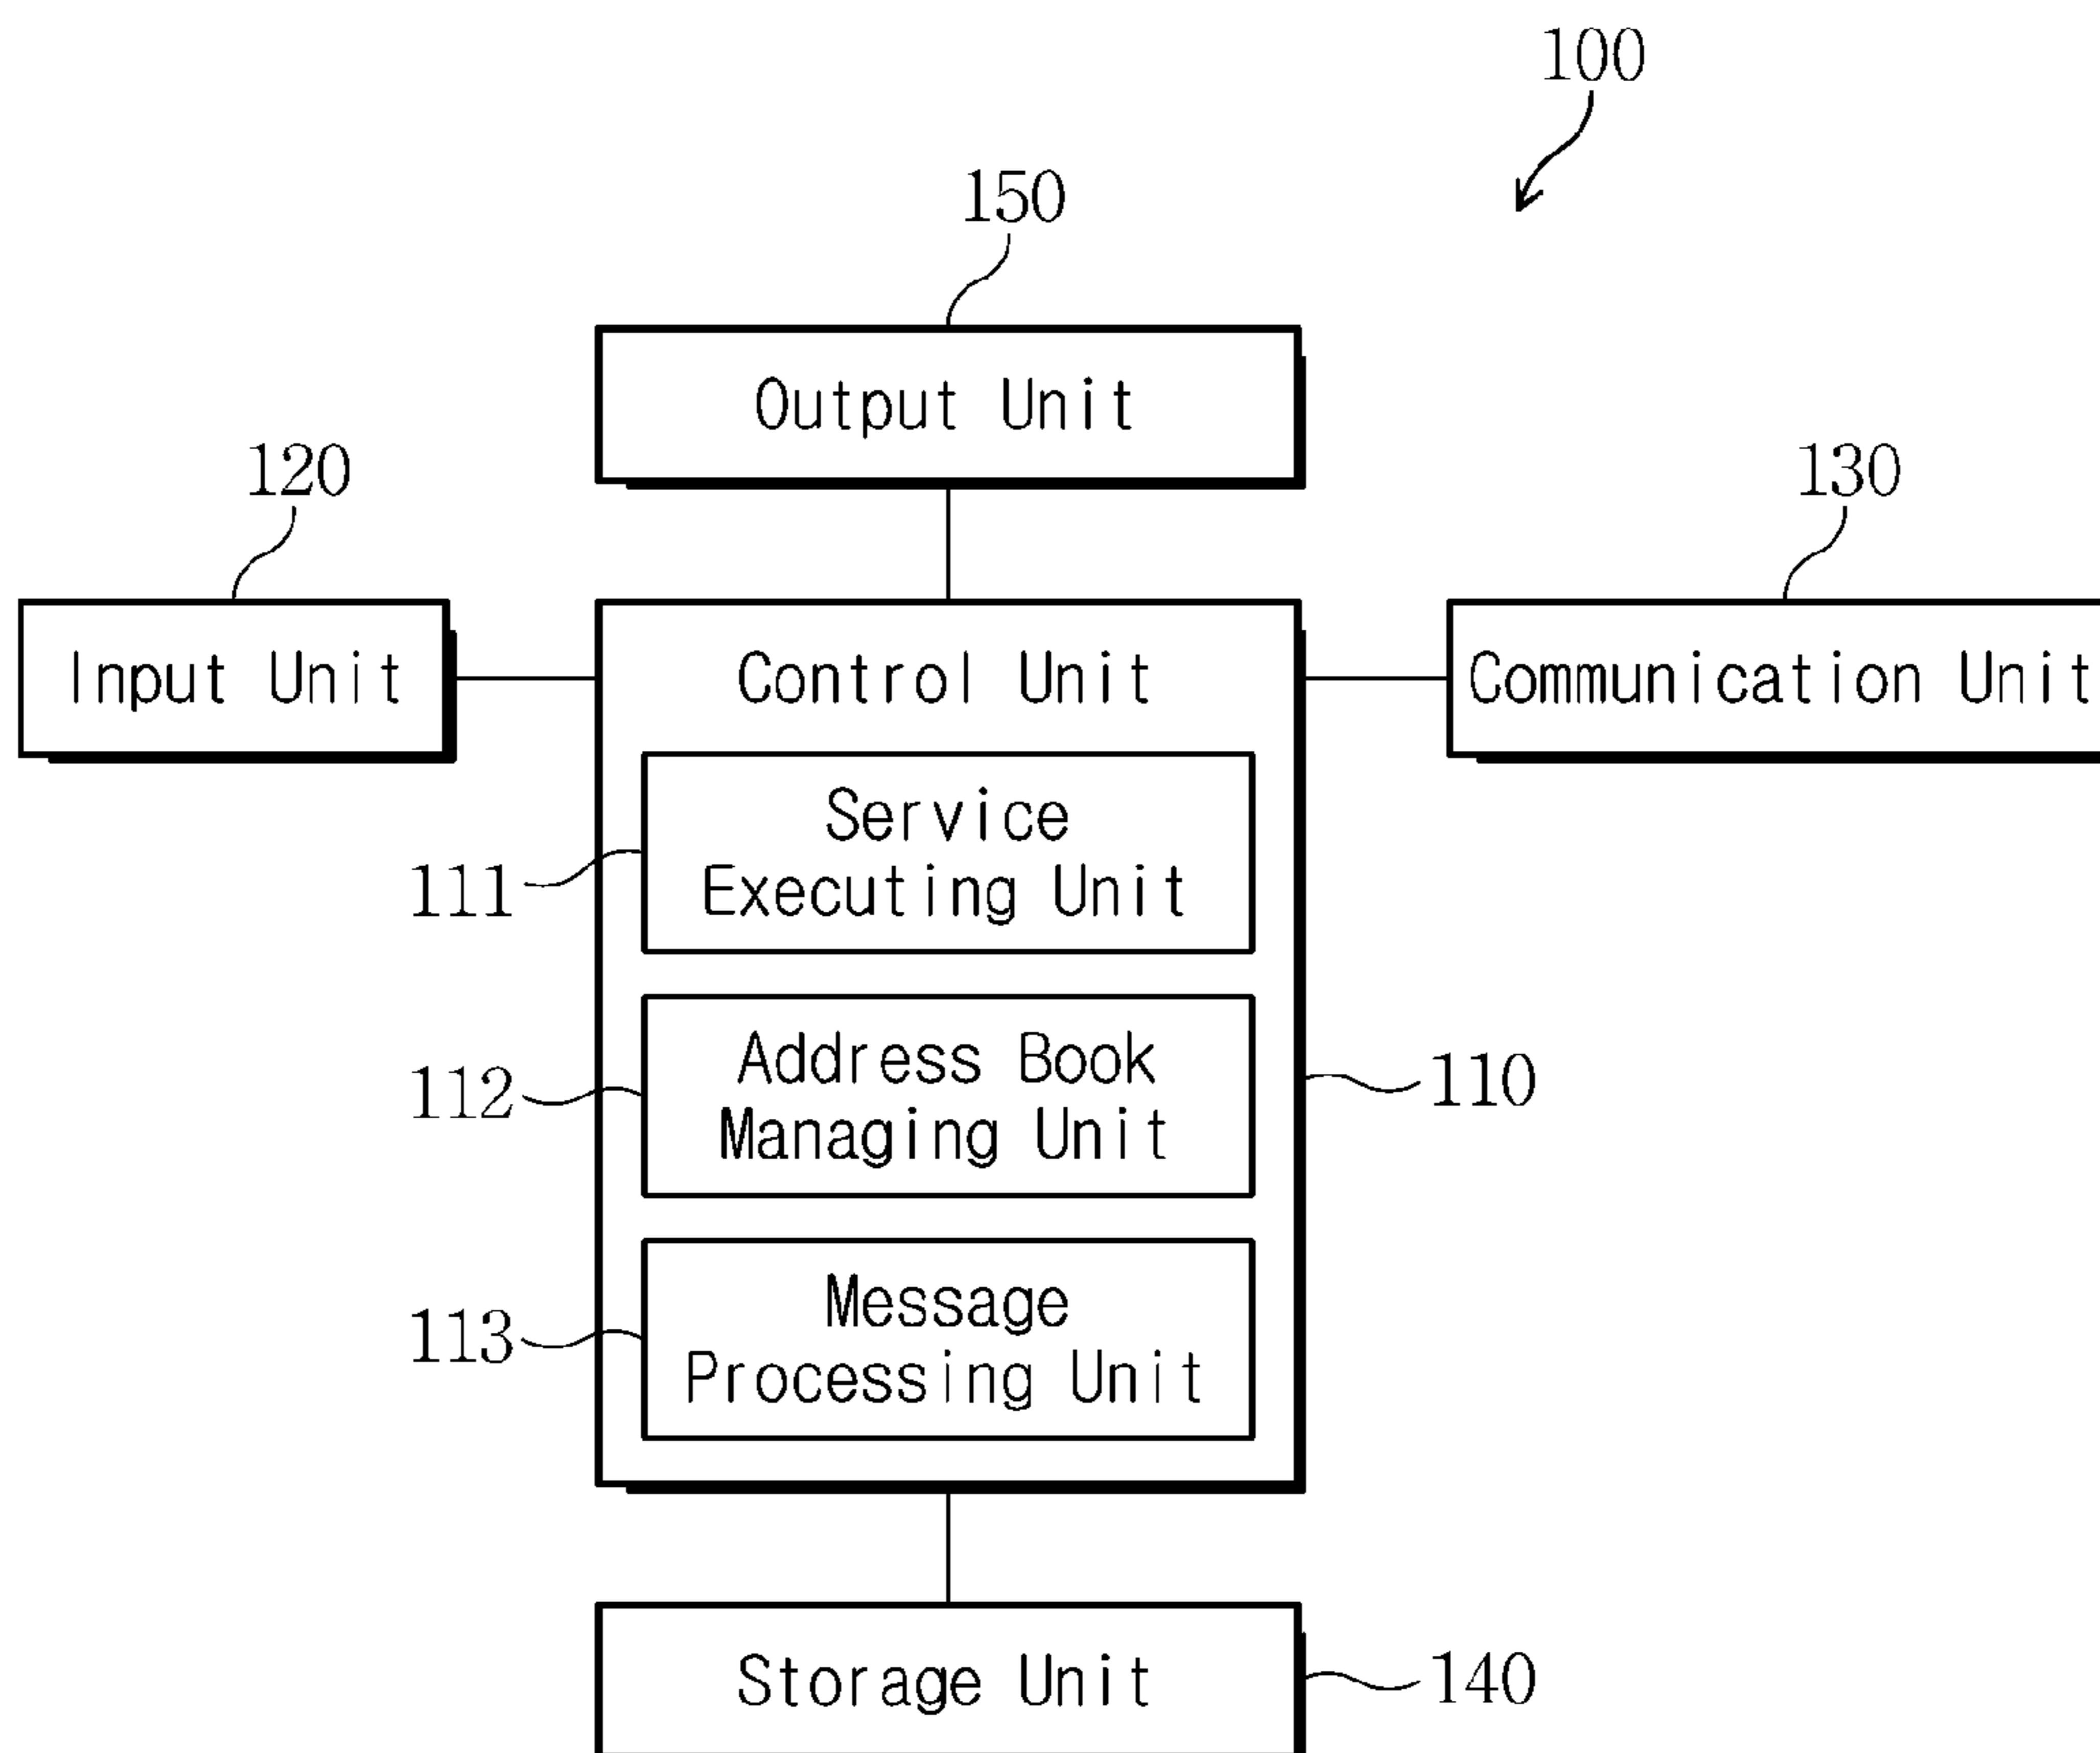 100
150
Output Unit
120
130
Input Unit
Control Unit
Communication Unit
Service
Executing Unit
111
Address Book
Managing Unit
112
110
Message
Processing Unit
113
Storage Unit
140